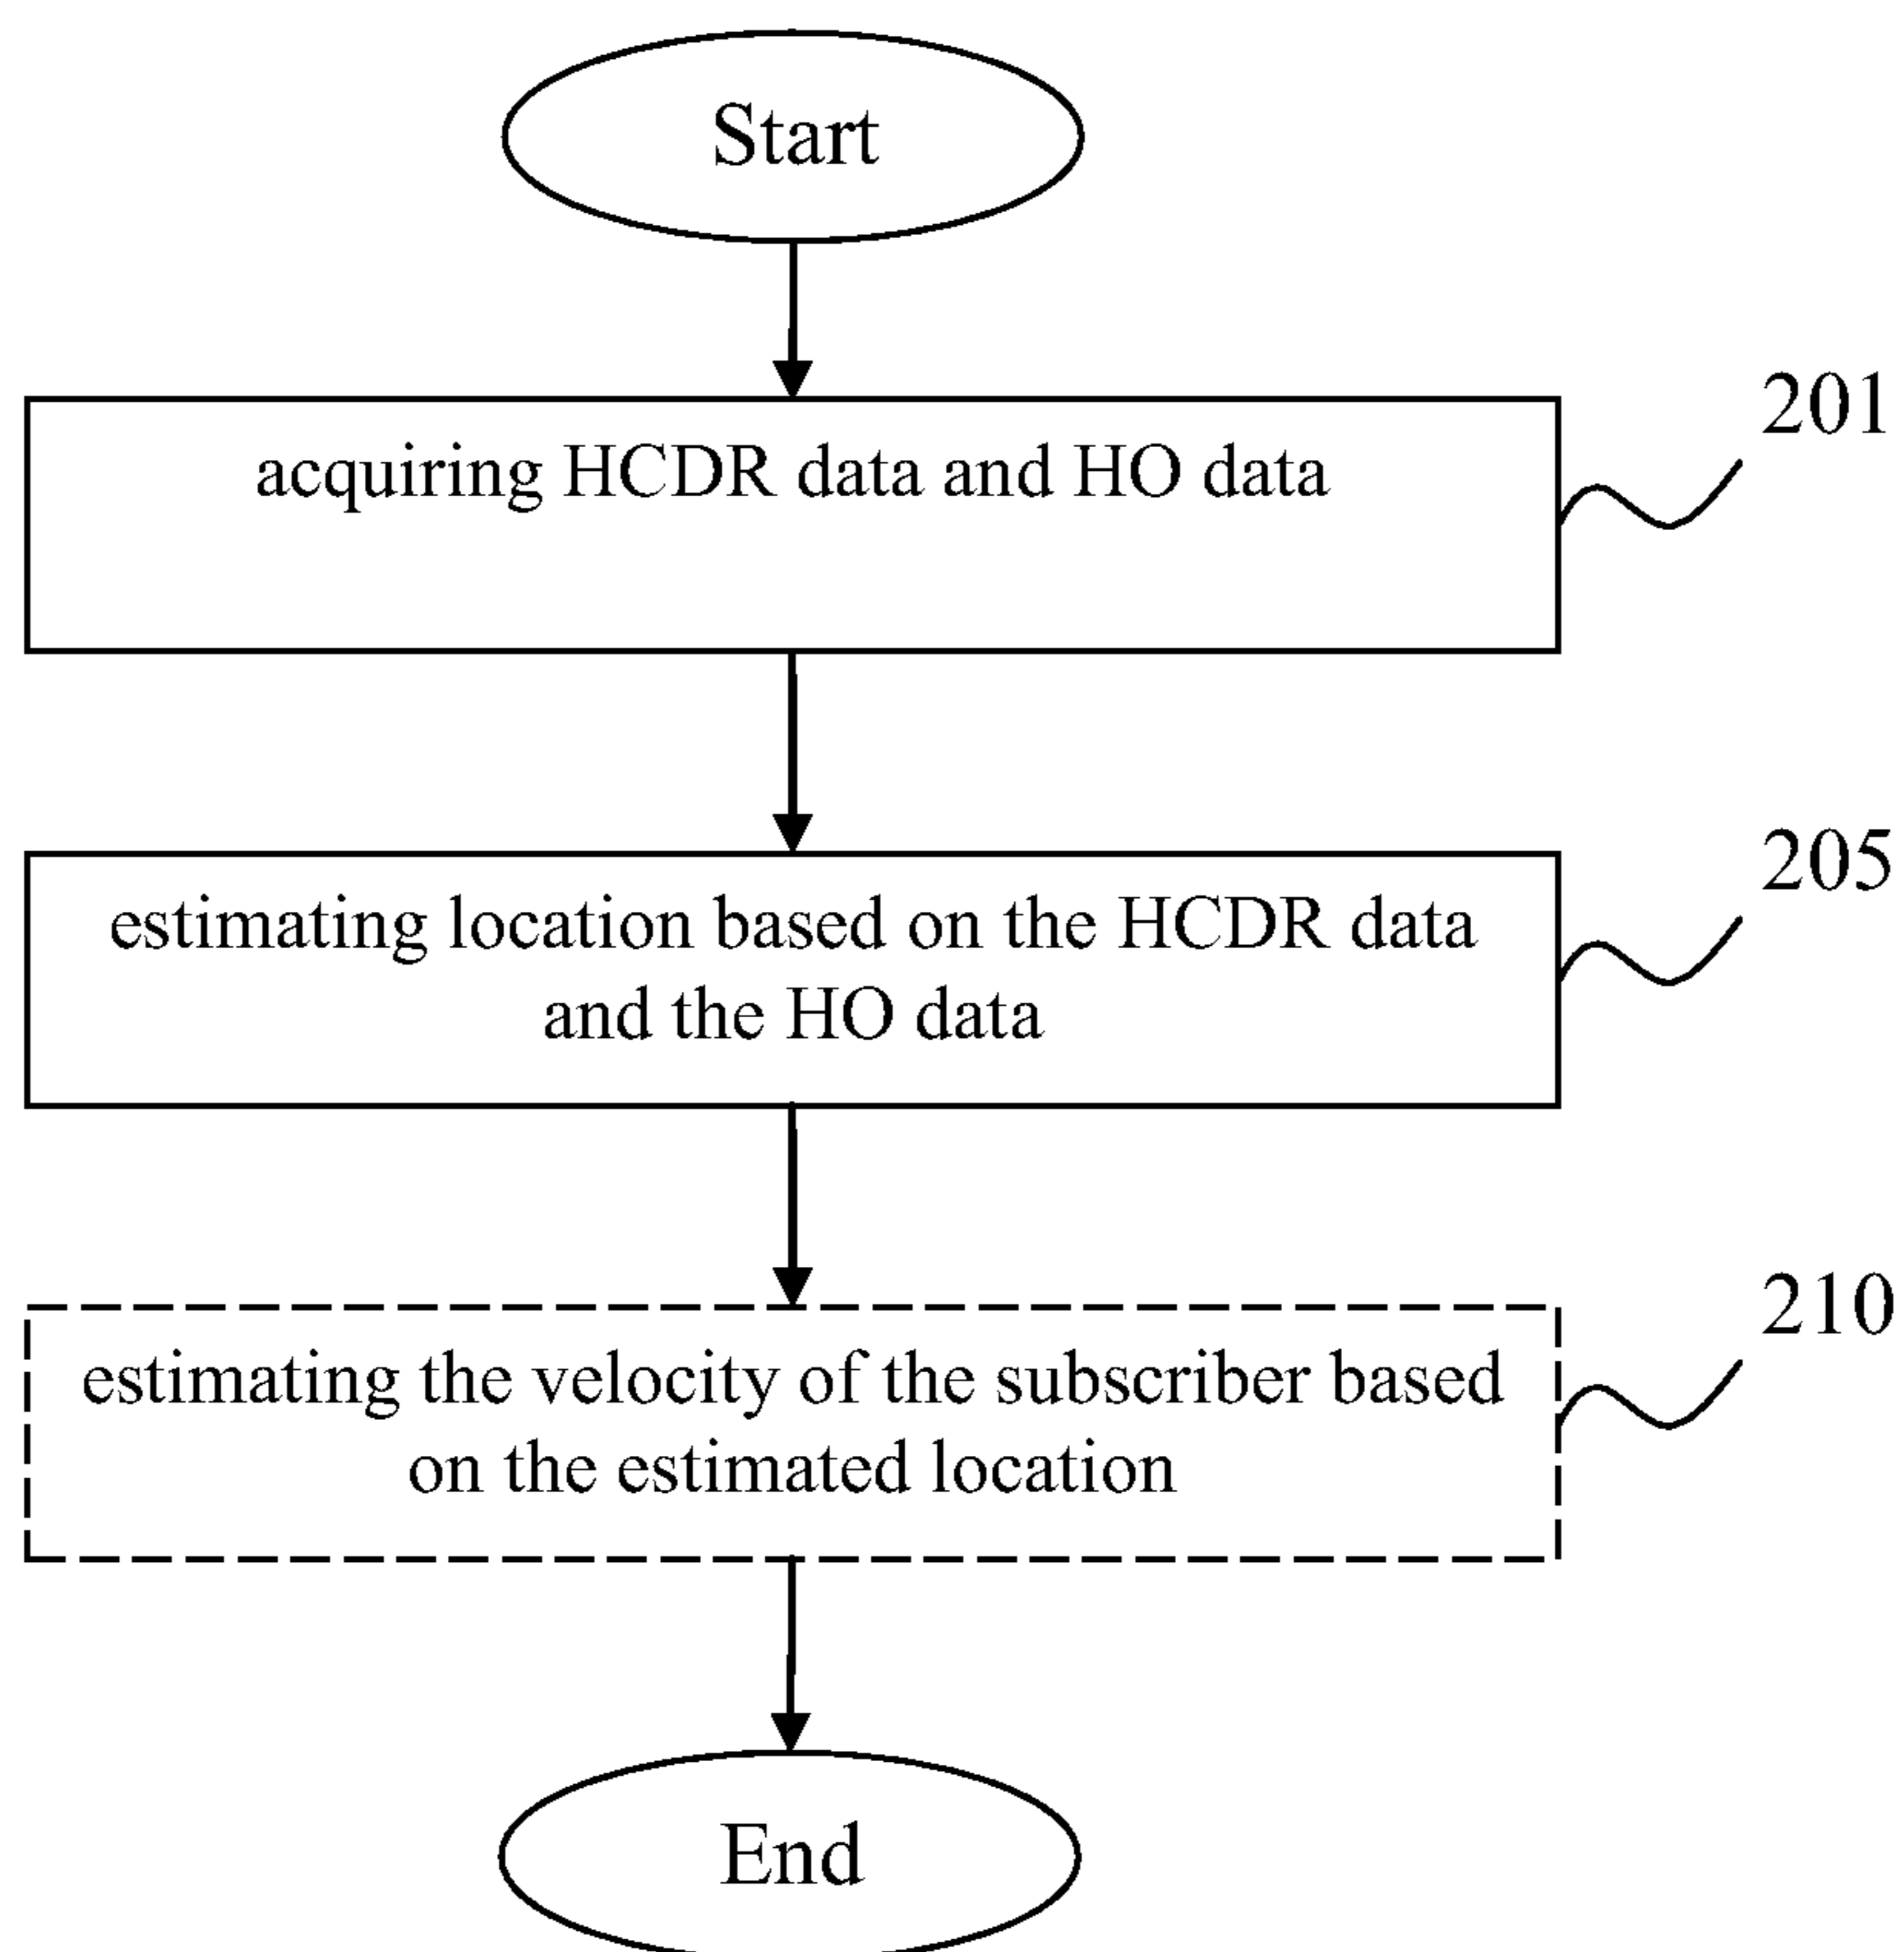 Start
201
acquiring HCDR data and HO data
205
estimating location based on the HCDR data
and the HO data
210
estimating the velocity of the subscriber based
on the estimated location
End